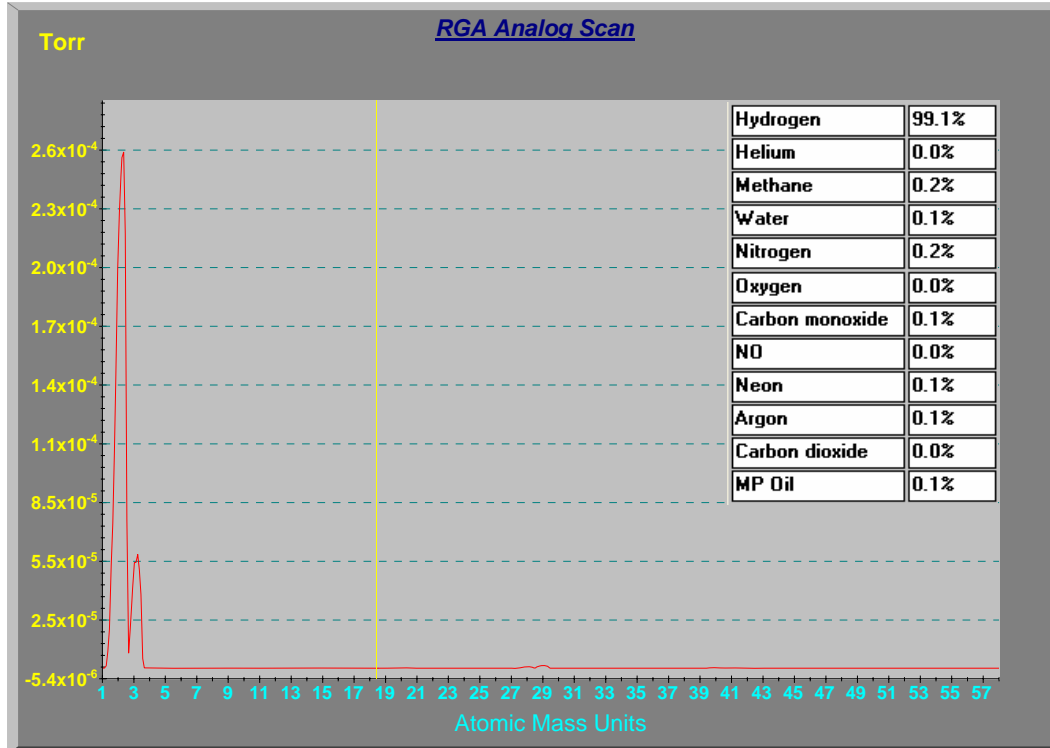 RGA Analog Scan
Torr
Hydrogen 99.1%
Helium 0.0%
Methane 0.2%
Water 0.1%
Nitrogen 0.2%
Oxygen 0.0%
Carbon monoxide 0.1%
NO 0.0%
Neon 0.1%
Argon 0.1%
Carbon dioxide 0.0%
MP Oil 0.1%
2.6x10⁻⁴
2.3x10⁻⁴
2.0x10⁻⁴
1.7x10⁻⁴
1.4x10⁻⁴
1.1x10⁻⁴
8.5x10⁻⁵
5.5x10⁻⁵
2.5x10⁻⁵
-5.4x10⁻⁶
1 3 5 7 9 11 13 15 17 19 21 23 25 27 29 31 33 35 37 39 41 43 45 47 49 51 53 55 57
Atomic Mass Units